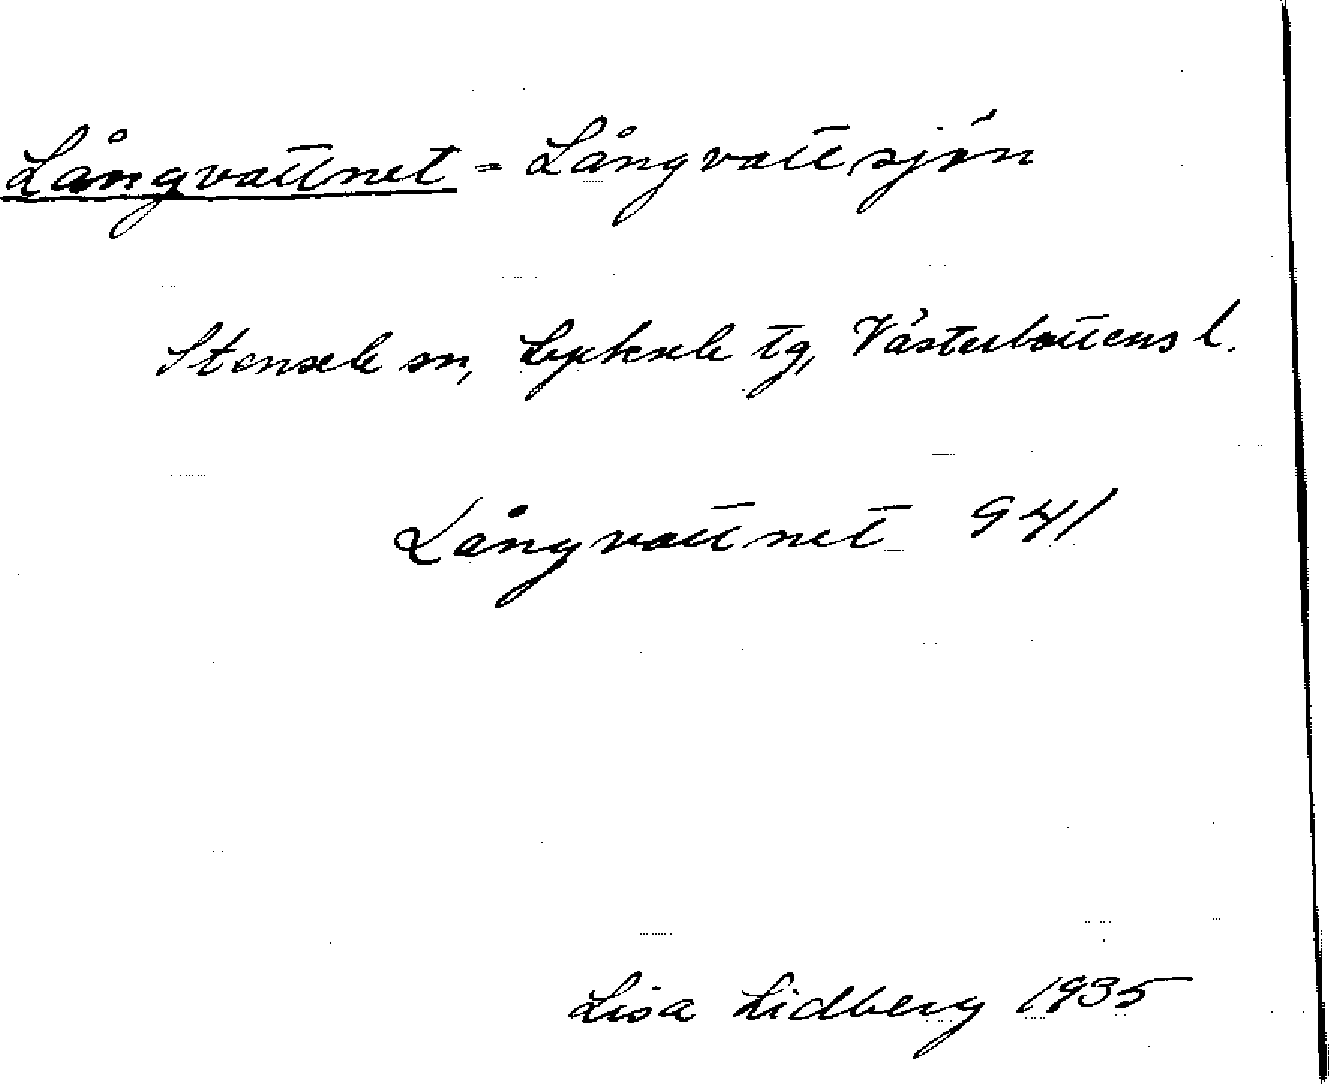 Långvattnet = Långvattsjön
Stensele sn, Lycksele tg, Västerbottens l.
Långvattnet 941
Lisa Lidberg 1935